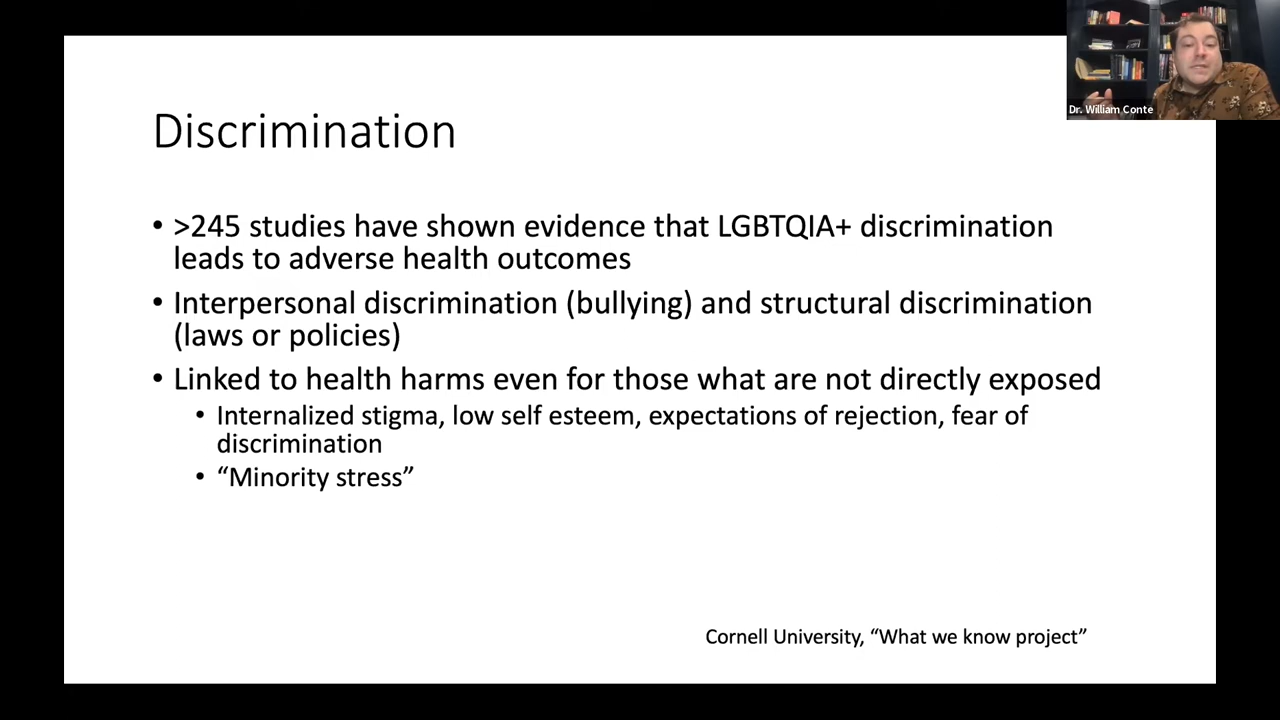 Dr. William Conte
Discrimination
• >245 studies have shown evidence that LGBTQIA+ discrimination
leads to adverse health outcomes
• Interpersonal discrimination (bullying) and structural discrimination
(laws or policies)
• Linked to health harms even for those what are not directly exposed
• Internalized stigma, low self esteem, expectations of rejection, fear of
discrimination
• “Minority stress”
Cornell University, “What we know project”